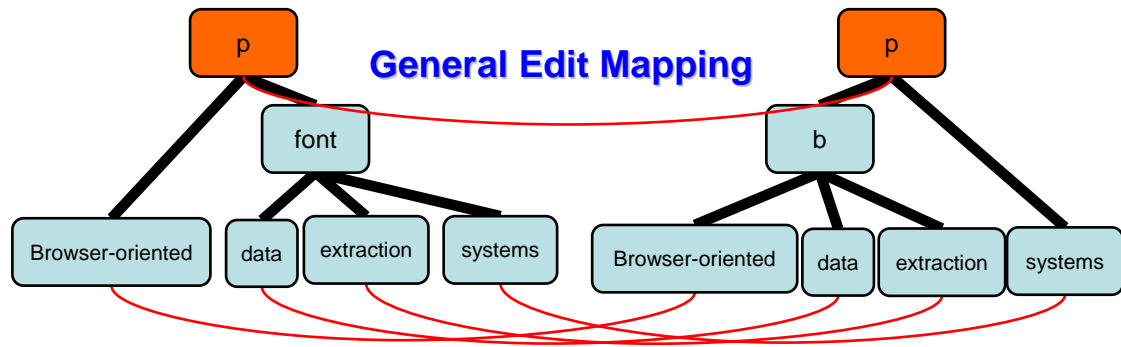 p
General Edit Mapping
p
font
b
Browser-oriented
data
extraction
systems
Browser-oriented
data
extraction
systems